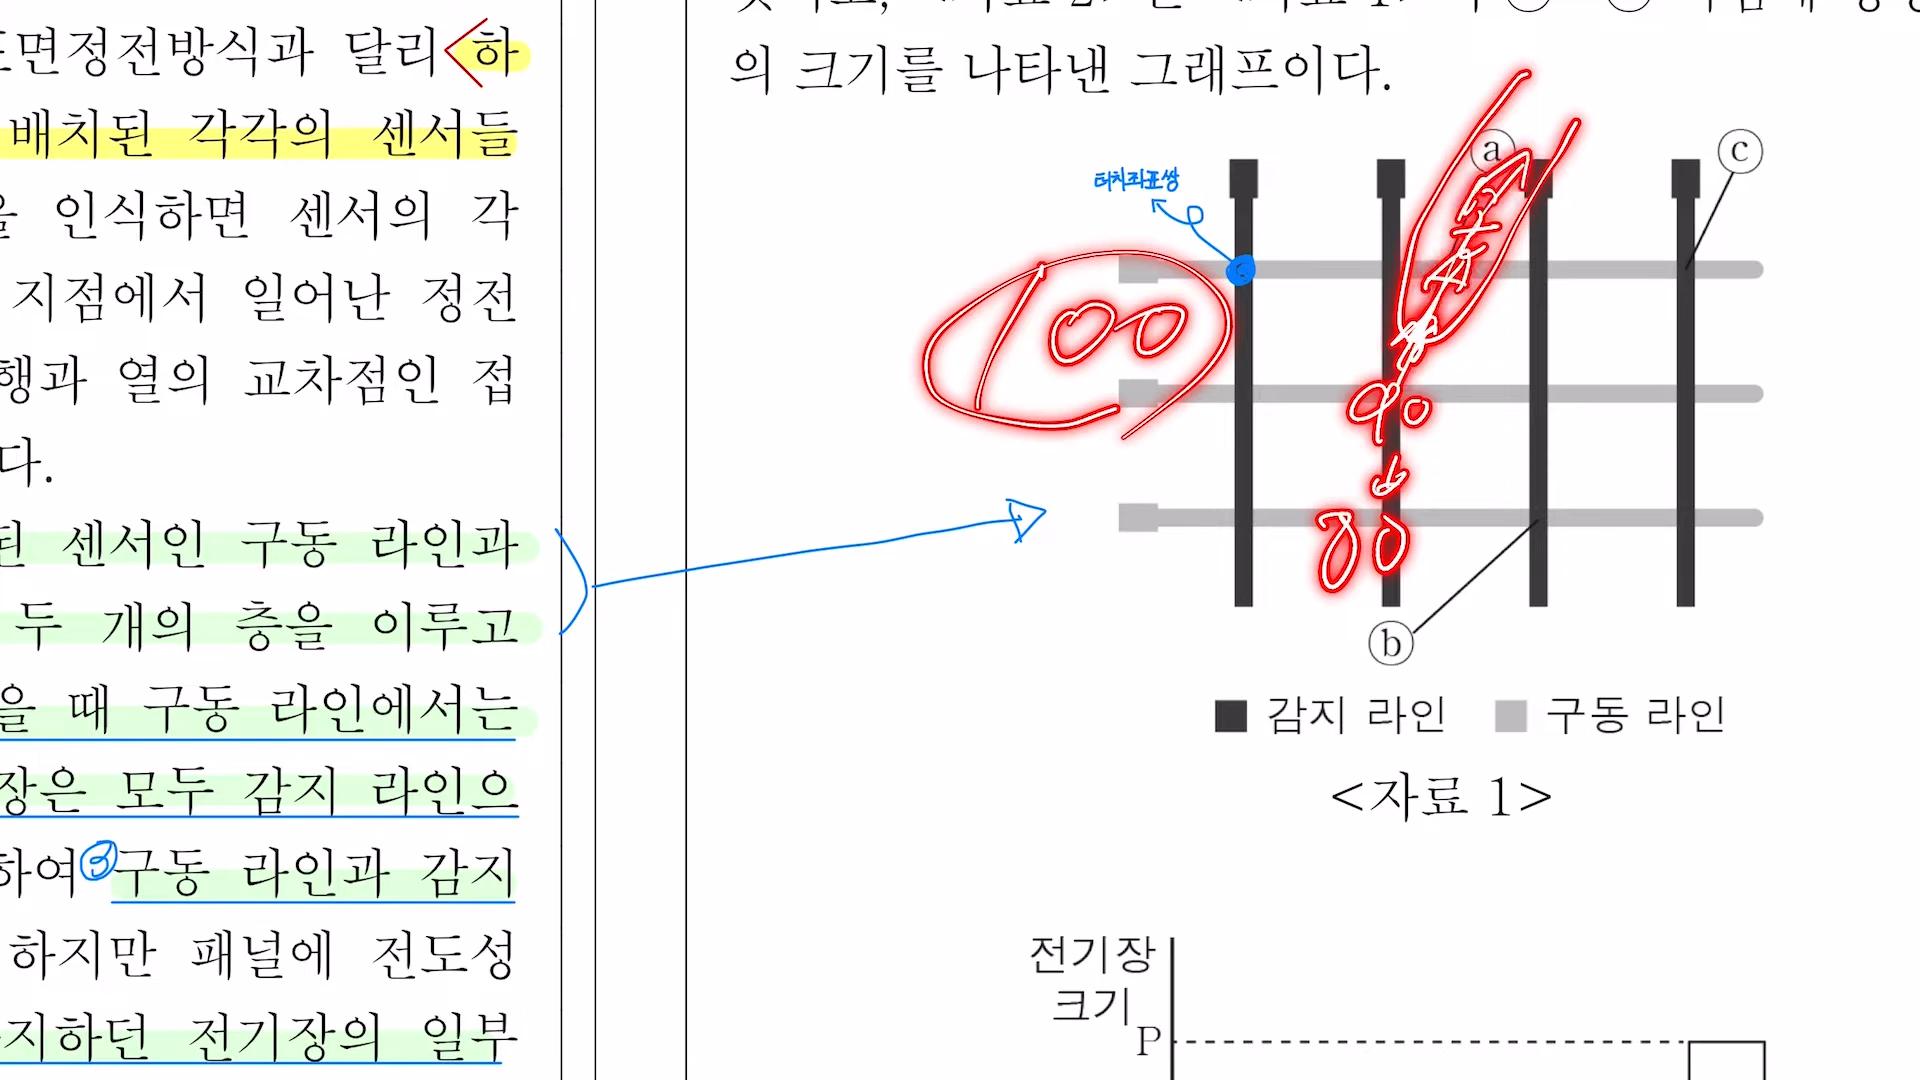 표면정전방식과 달리 하
배치된 각각의 센서들
을 인식하면 센서의 각
지점에서 일어난 정전
행과 열의 교차점인 접
다.
된 센서인 구동 라인과
두 개의 층을 이루고
을 때 구동 라인에서는
장은 모두 감지 라인으
하여 ③ 구동 라인과 감지
하지만 패널에 전도성
지하던 전기장의 일부
의 크기를 나타낸 그래프이다.
터치좌표쌍
ⓐ
ⓒ
100
90
80
ⓑ
감지 라인 구동 라인
<자료 1>
전기장
크기
P